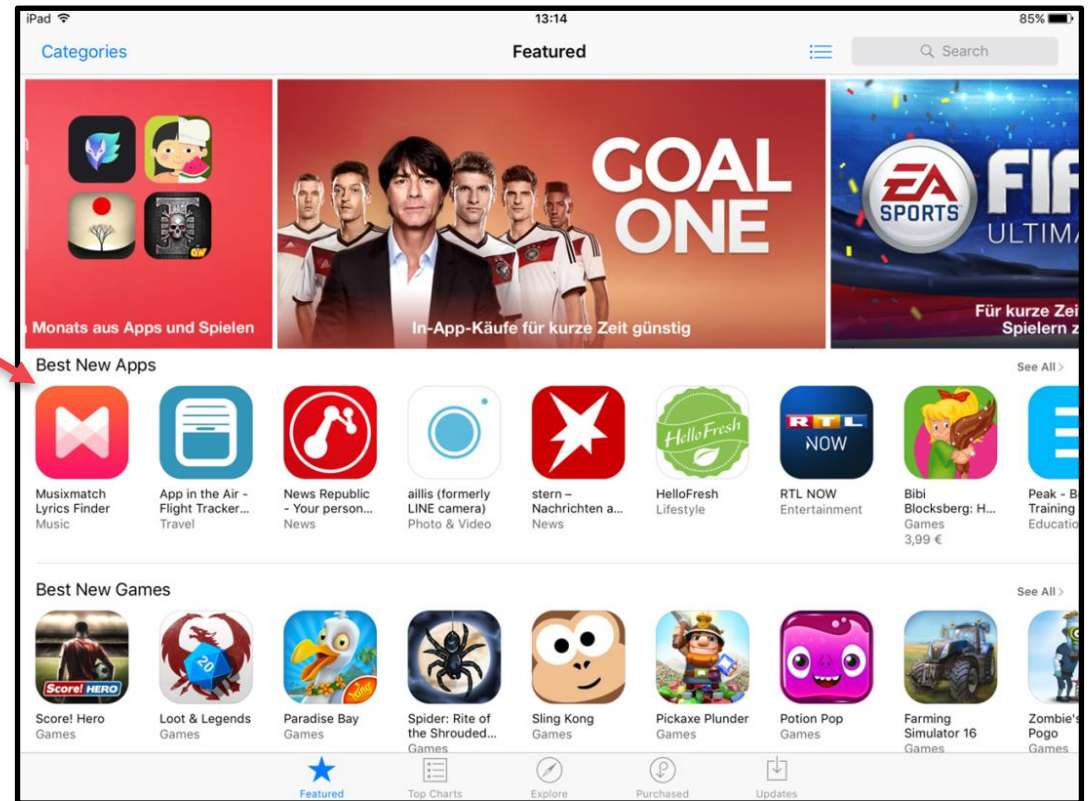 iPad 13:14 85%
Categories Featured Search
GOAL
ONE
EA
SPORTS
FIF
ULTIMA
Monats aus Apps und Spielen
In-App-Käufe für kurze Zeit günstig
Für kurze Zei
Spielern z
Best New Apps See All >
HelloFresh
RTL
NOW
Musixmatch
Lyrics Finder
Music
App in the Air -
Flight Tracker...
Travel
News Republic
- Your person...
News
aillis (formerly
LINE camera)
Photo & Video
stern –
Nachrichten a...
News
HelloFresh
Lifestyle
RTL NOW
Entertainment
Bibi
Blocksberg: H...
Games
3,99 €
Peak - B
Training
Educatio
Best New Games See All >
Score! HERO
20
King
Score! Hero
Games
Loot & Legends
Games
Paradise Bay
Games
Spider: Rite of
the Shrouded...
Games
Sling Kong
Games
Pickaxe Plunder
Games
Potion Pop
Games
Farming
Simulator 16
Games
Zombie's
Pogo
Games
Featured Top Charts Explore Purchased Updates